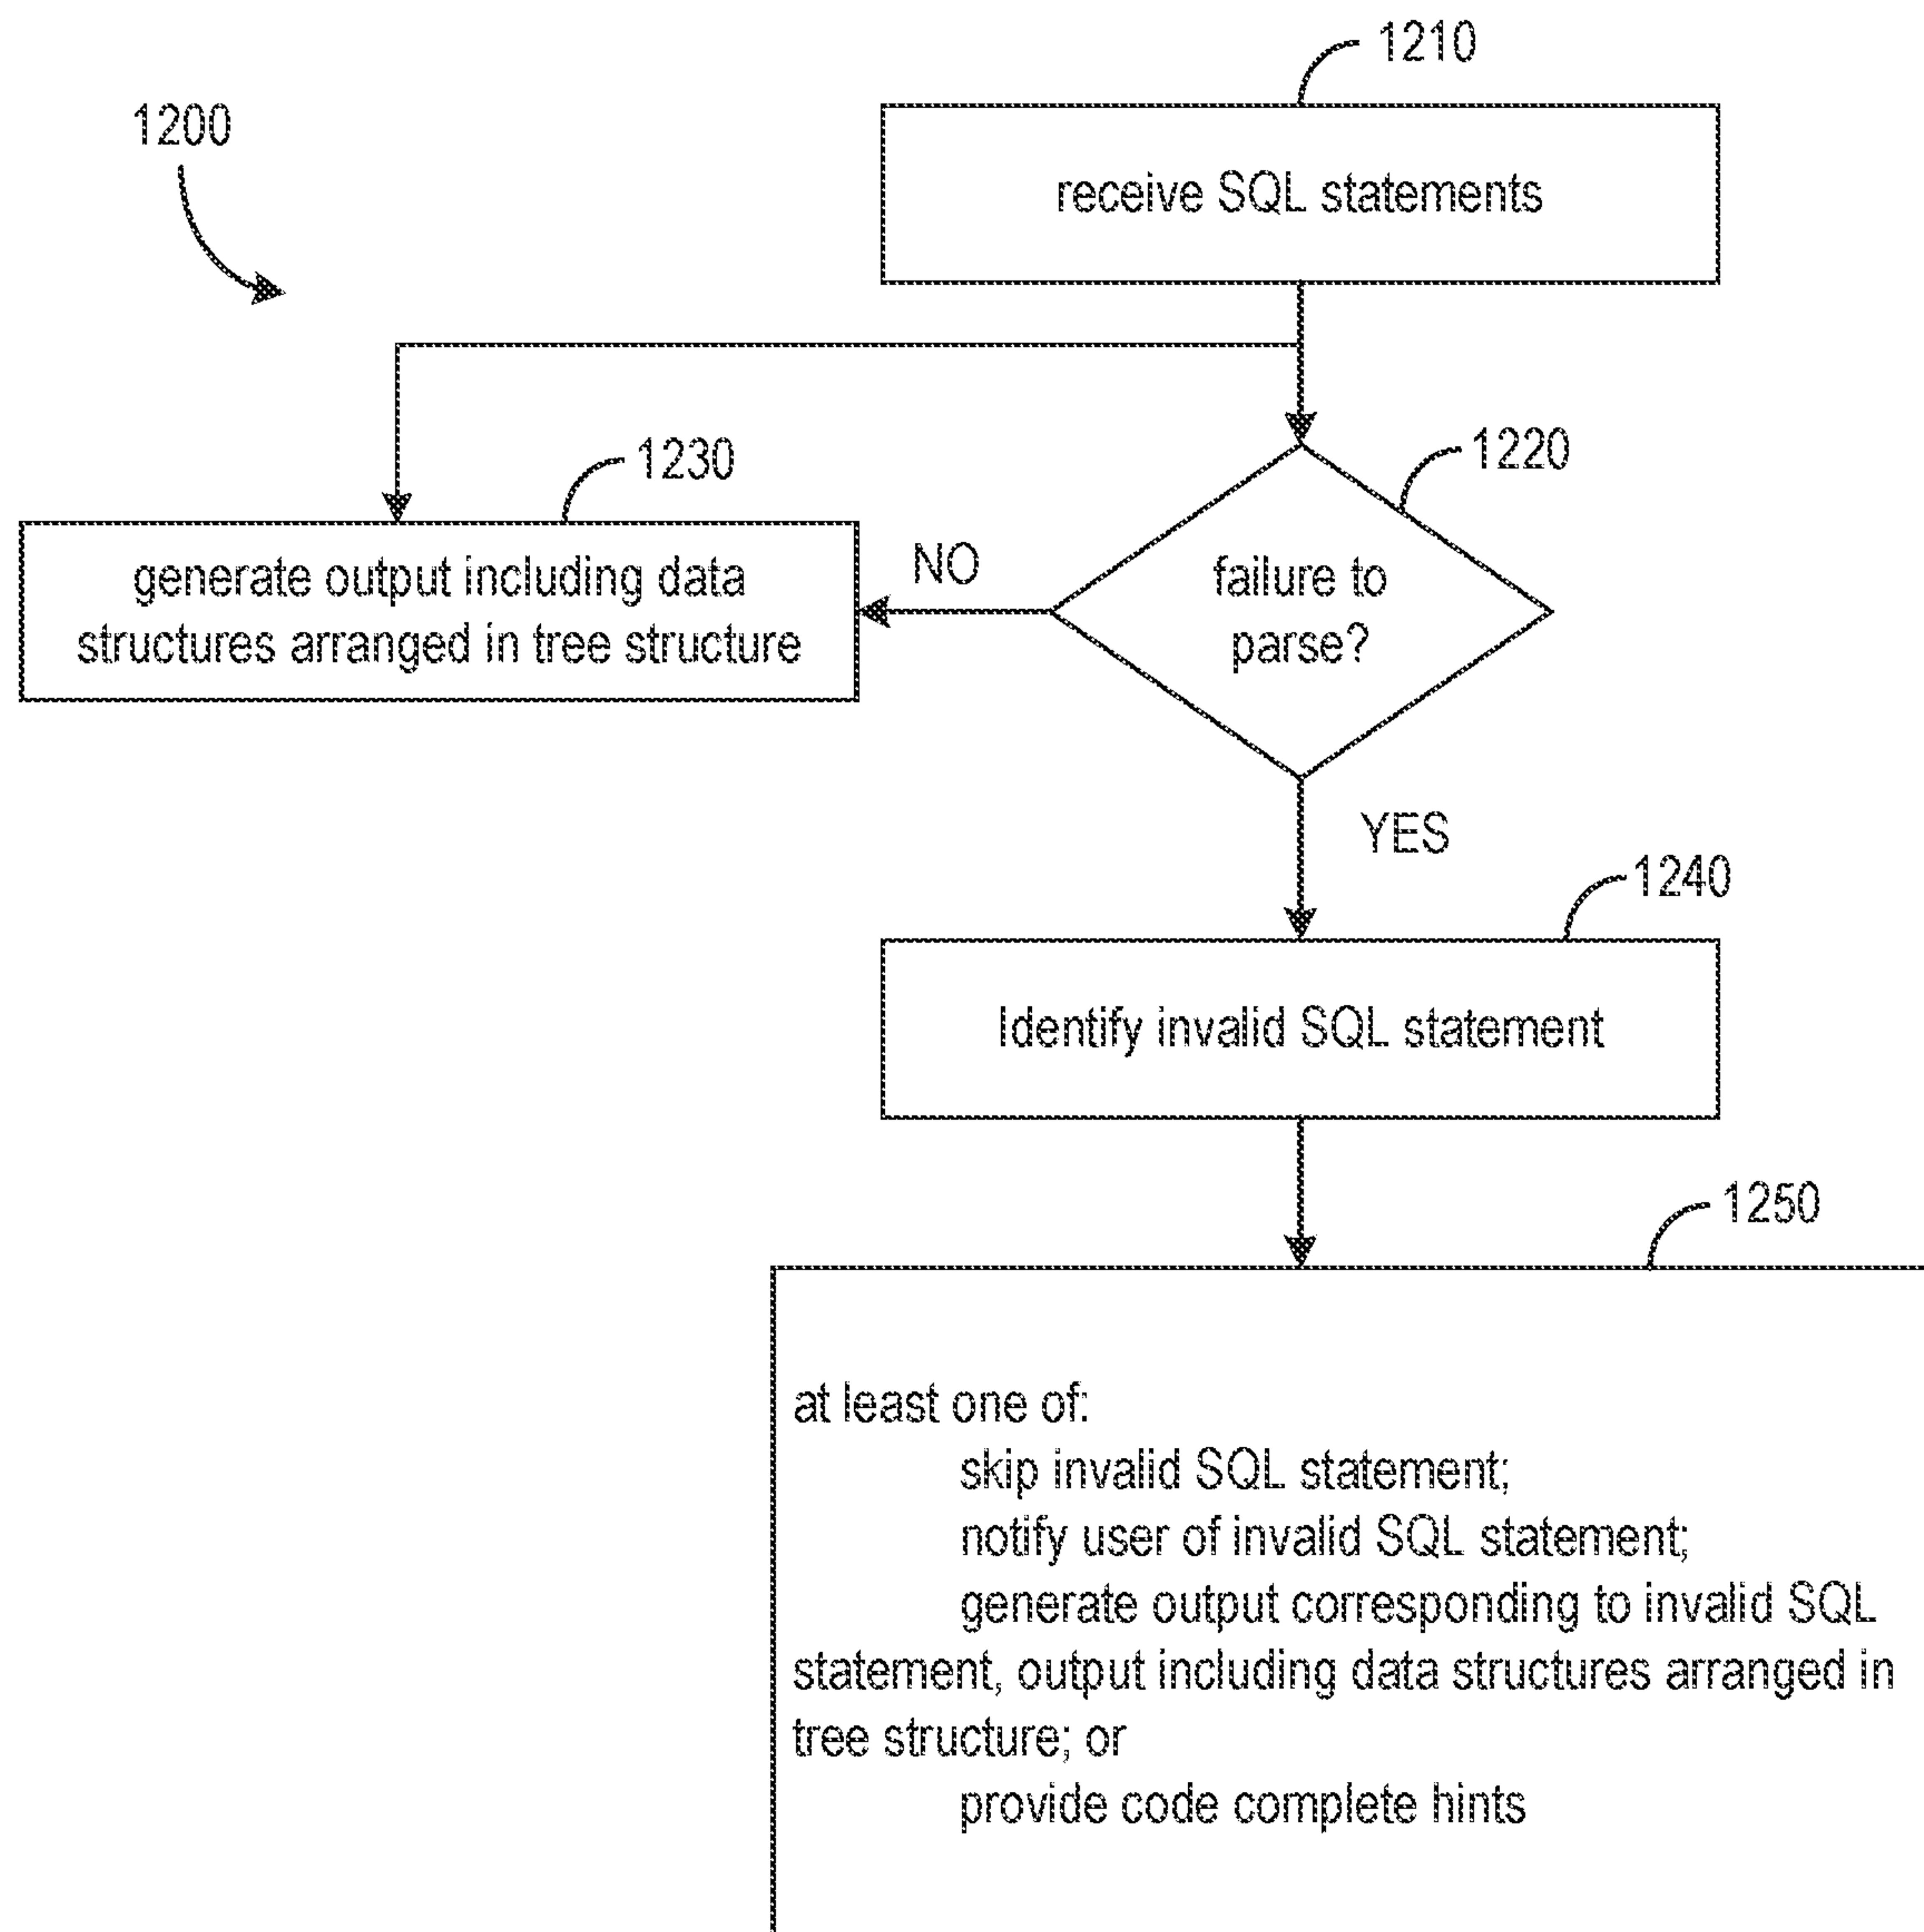 1210
1200
receive SQL statements
1230
1220
generate output including data
structures arranged in tree structure
NO
failure to
parse?
YES
1240
Identify invalid SQL statement
1250
at least one of:
skip invalid SQL statement;
notify user of invalid SQL statement;
generate output corresponding to invalid SQL
statement, output including data structures arranged in
tree structure; or
provide code complete hints